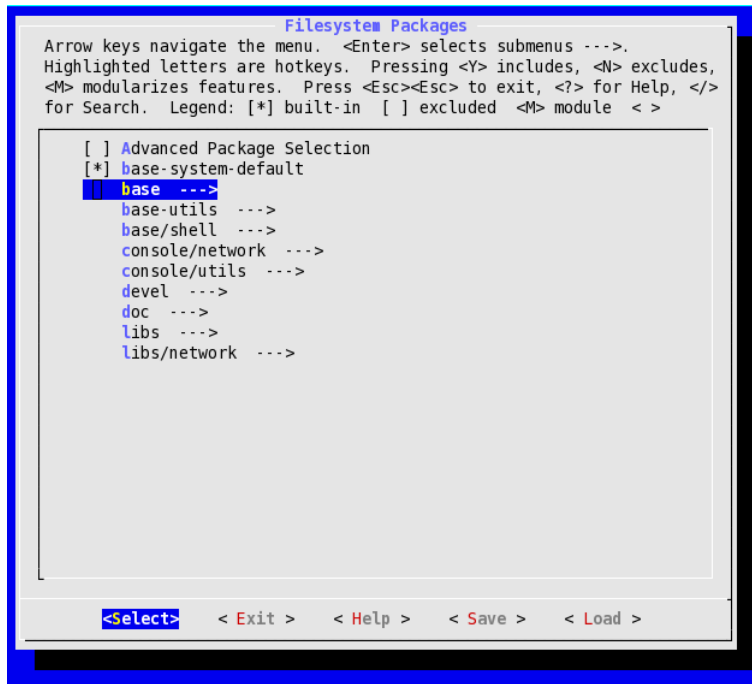 Filesystem Packages
Arrow keys navigate the menu.  <Enter> selects submenus --->.
Highlighted letters are hotkeys.  Pressing <Y> includes, <N> excludes,
<M> modularizes features.  Press <Esc><Esc> to exit, <?> for Help, </>
for Search.  Legend: [*] built-in  [ ] excluded  <M> module  < >
[ ] Advanced Package Selection
[*] base-system-default
base  --->
base-utils  --->
base/shell  --->
console/network  --->
console/utils  --->
devel  --->
doc  --->
libs  --->
libs/network  --->
<Select>    < Exit >    < Help >    < Save >    < Load >